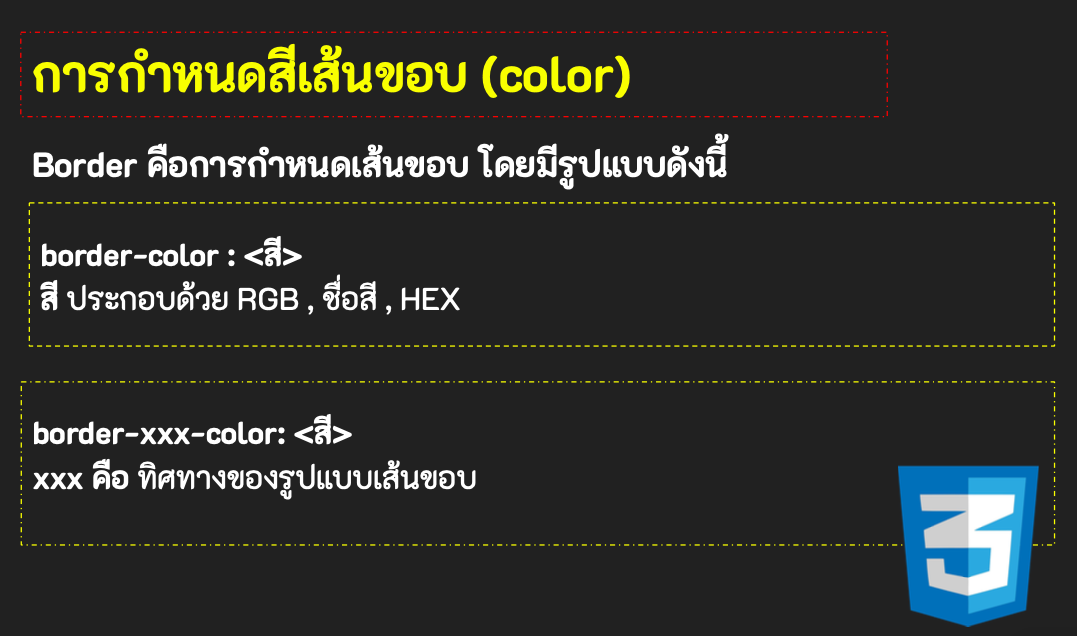 การกำหนดสีเส้นขอบ (color)
Border คือการกำหนดเส้นขอบ โดยมีรูปแบบดังนี้
border-color : <สี>
สี ประกอบด้วย RGB , ชื่อสี , HEX
border-xxx-color: <สี>
xxx คือ ทิศทางของรูปแบบเส้นขอบ